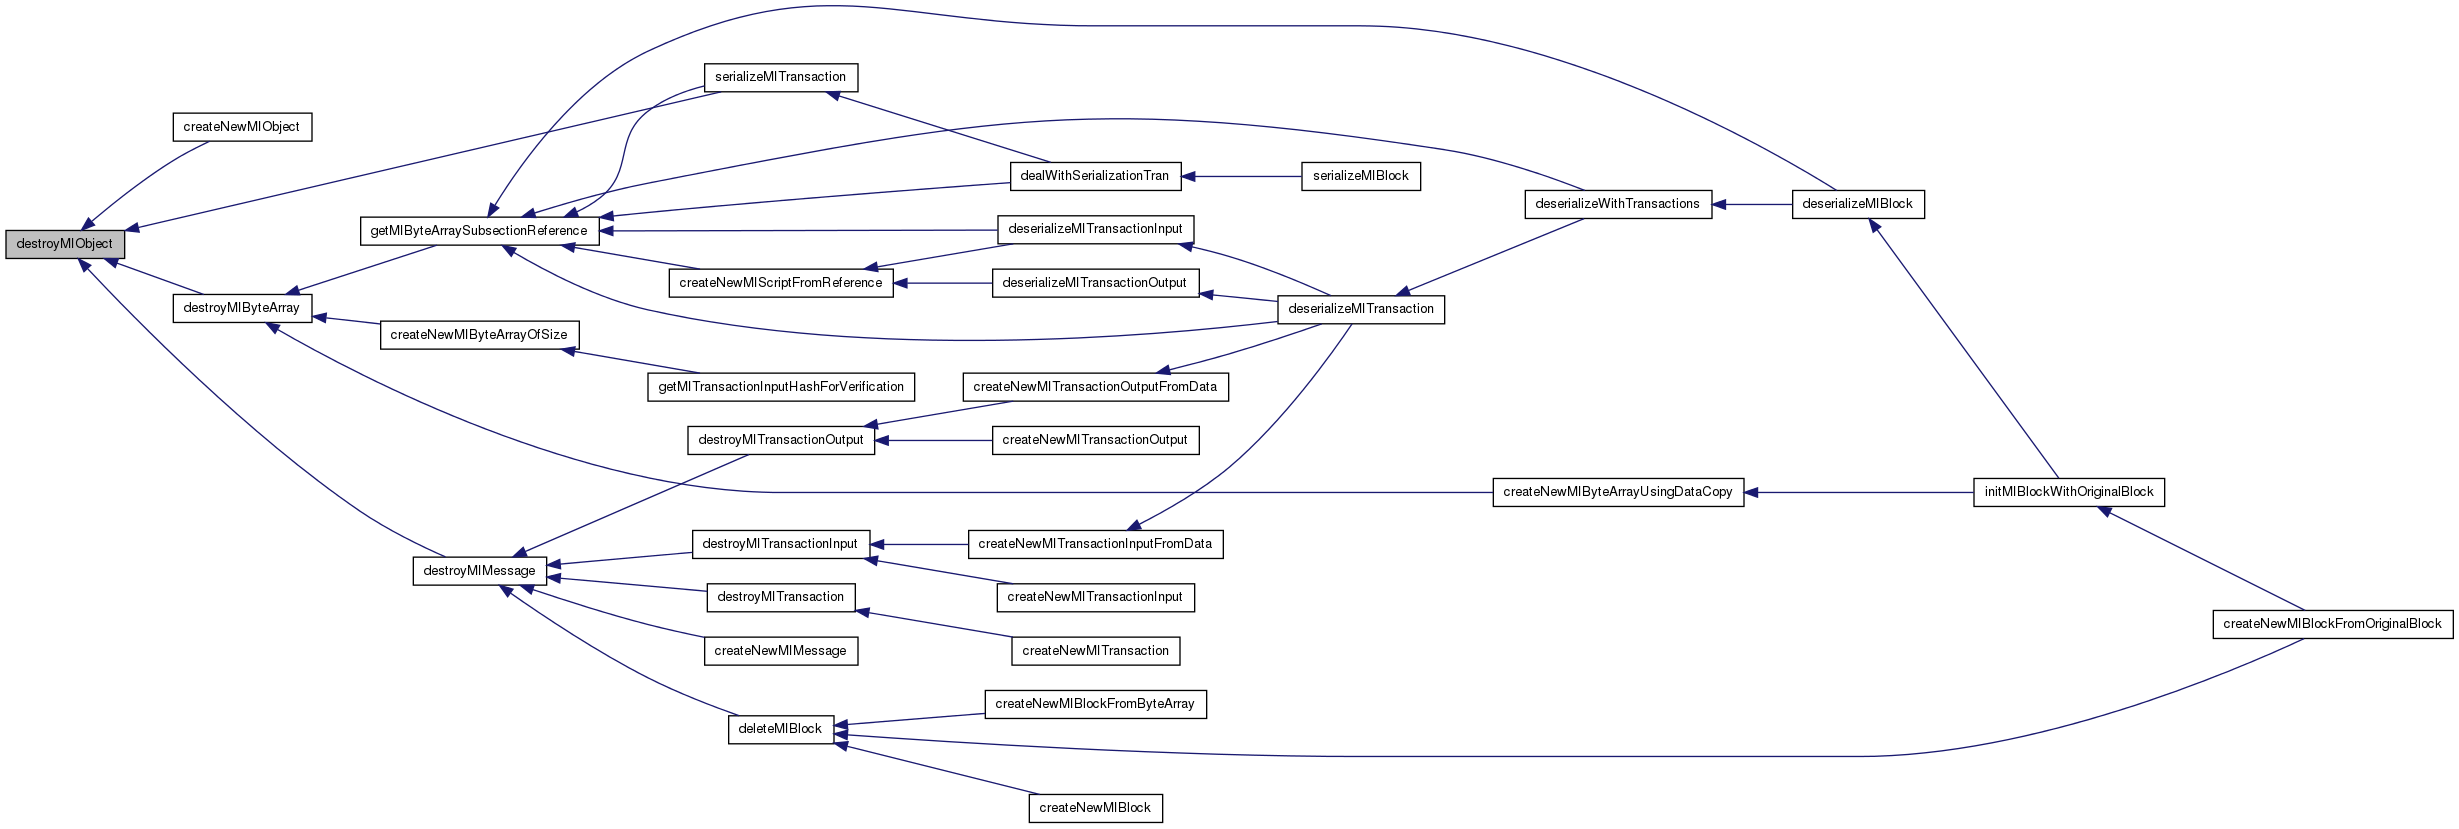 serializeMITransaction
createNewMIObject
dealWithSerializationTran
serializeMIBlock
deserializeWithTransactions
deserializeMIBlock
destroyMIObject
getMIByteArraySubsectionReference
deserializeMITransactionInput
createNewMIScriptFromReference
deserializeMITransactionOutput
destroyMIByteArray
deserializeMITransaction
createNewMIByteArrayOfSize
getMITransactionInputHashForVerification
createNewMITransactionOutputFromData
destroyMITransactionOutput
createNewMITransactionOutput
createNewMIByteArrayUsingDataCopy
initMIBlockWithOriginalBlock
destroyMITransactionInput
createNewMITransactionInputFromData
destroyMIMessage
destroyMITransaction
createNewMITransactionInput
createNewMIBlockFromOriginalBlock
createNewMIMessage
createNewMITransaction
createNewMIBlockFromByteArray
deleteMIBlock
createNewMIBlock